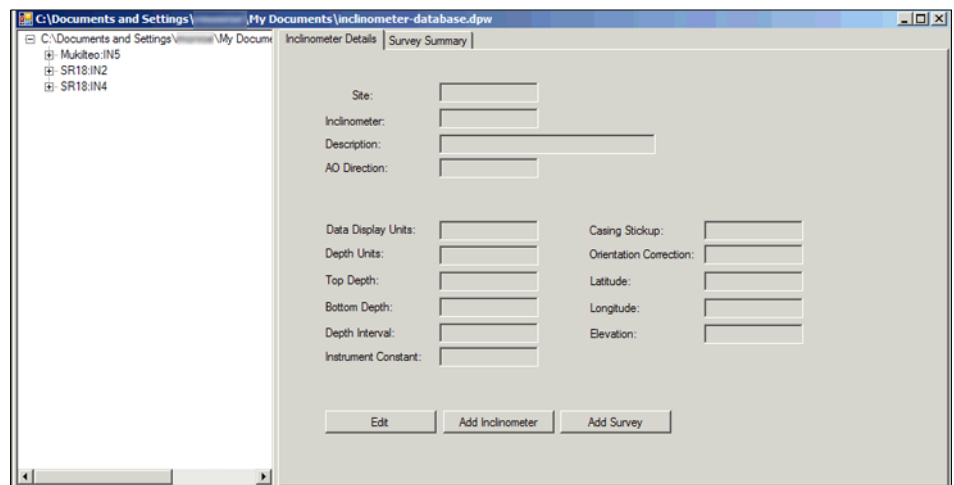 C:\Documents and Settings\ ,My Documents\inclinometer-database.dpw
C:\Documents and Settings\ \My Docume
Mukilteo:IN5
SR18:IN2
SR18:IN4
Inclinometer Details
Survey Summary
Site:
Inclinometer:
Description:
AO Direction:
Data Display Units:
Casing Stickup:
Depth Units:
Orientation Correction:
Top Depth:
Latitude:
Bottom Depth:
Longitude:
Depth Interval:
Elevation:
Instrument Constant:
Edit
Add Inclinometer
Add Survey